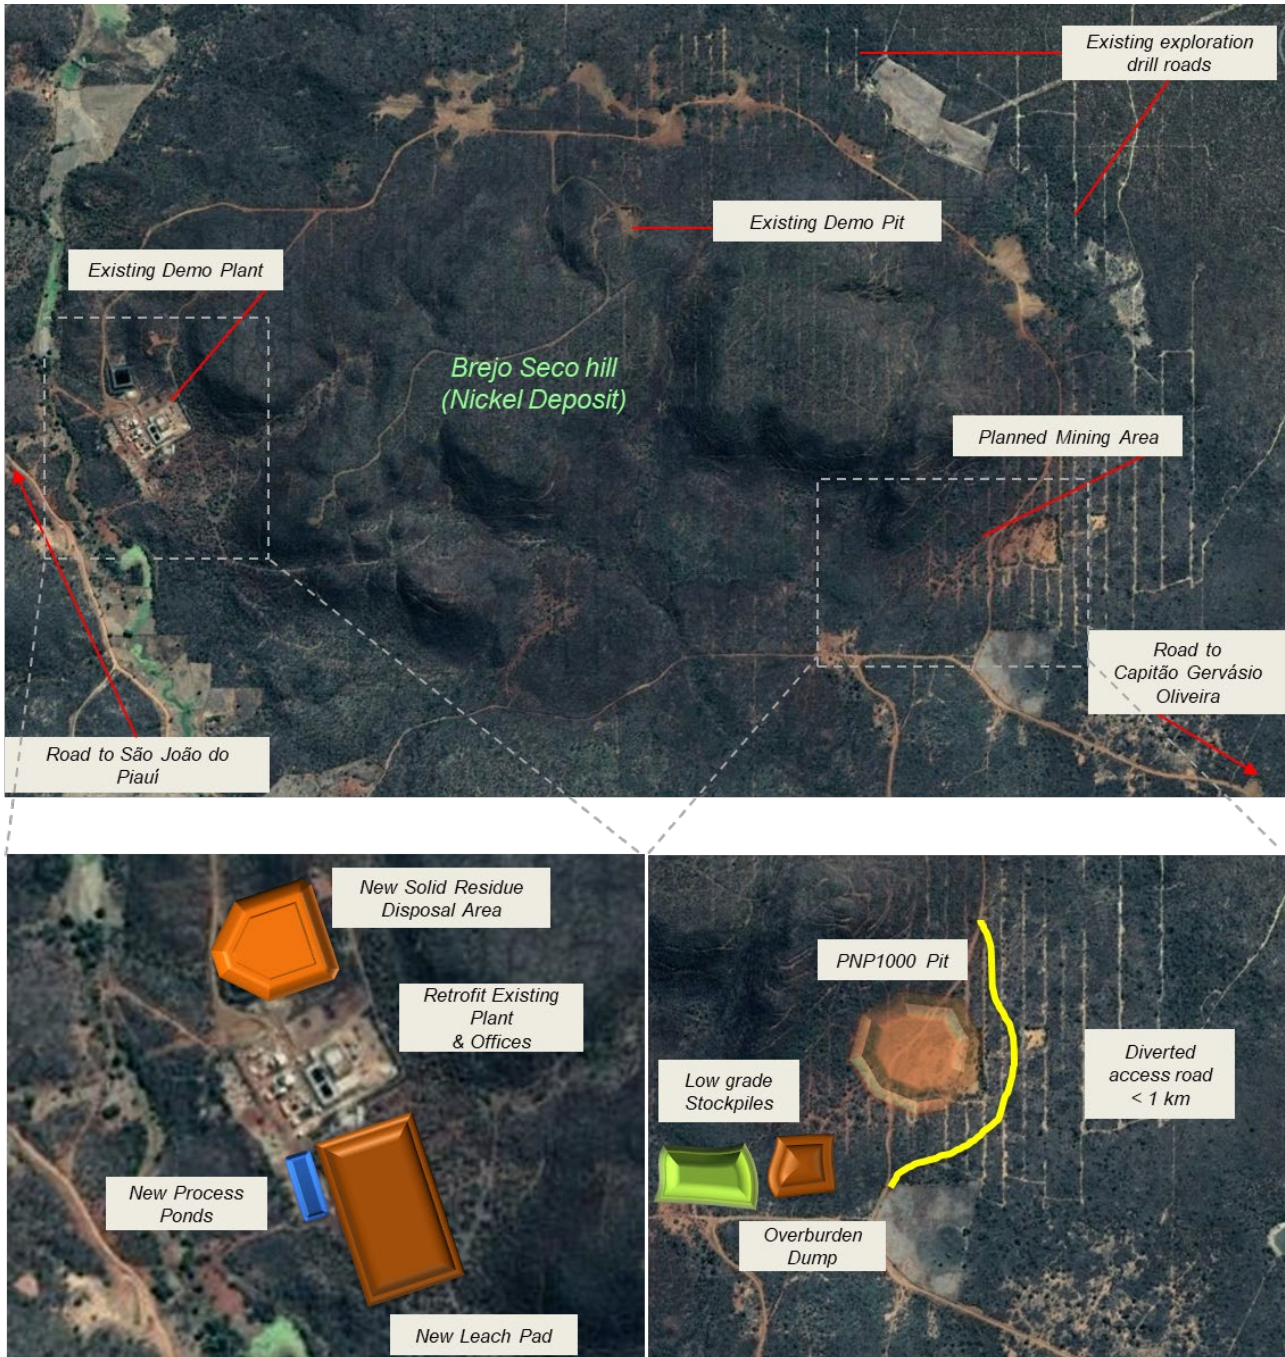 Existing exploration
drill roads
Existing Demo Pit
Existing Demo Plant
Brejo Seco hill
(Nickel Deposit)
Planned Mining Area
Road to
Capitão Gervásio
Oliveira
Road to São João do
Piauí
New Solid Residue
Disposal Area
Retrofit Existing
Plant
& Offices
New Process
Ponds
New Leach Pad
PNP1000 Pit
Diverted
access road
< 1 km
Low grade
Stockpiles
Overburden
Dump